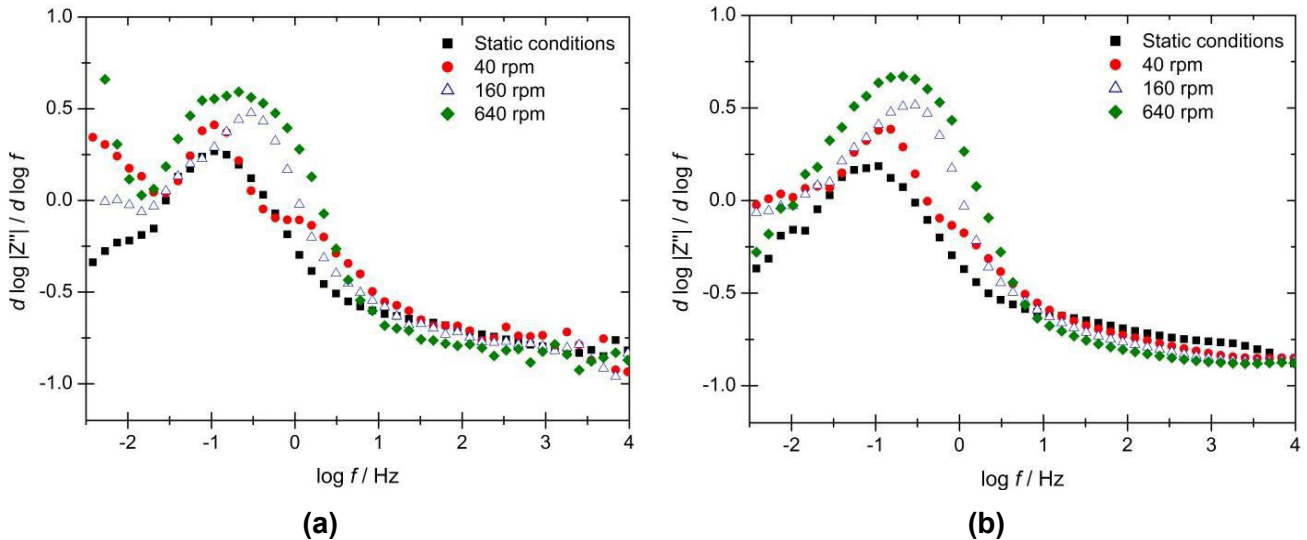 1.0
0.5
0.0
-0.5
-1.0
d log |Z"| / d log f
-2 -1 0 1 2 3 4
log f / Hz
Static conditions
40 rpm
160 rpm
640 rpm
(a)
1.0
0.5
0.0
-0.5
-1.0
d log |Z"| / d log f
-2 -1 0 1 2 3 4
log f / Hz
Static conditions
40 rpm
160 rpm
640 rpm
(b)